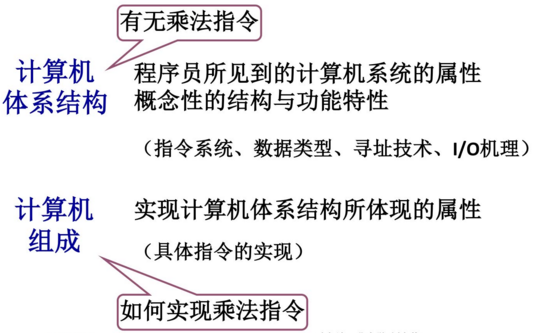 有无乘法指令
计算机
体系结构
程序员所见到的计算机系统的属性
概念性的结构与功能特性
（指令系统、数据类型、寻址技术、I/O机理）
计算机
组成
实现计算机体系结构所体现的属性
（具体指令的实现）
如何实现乘法指令